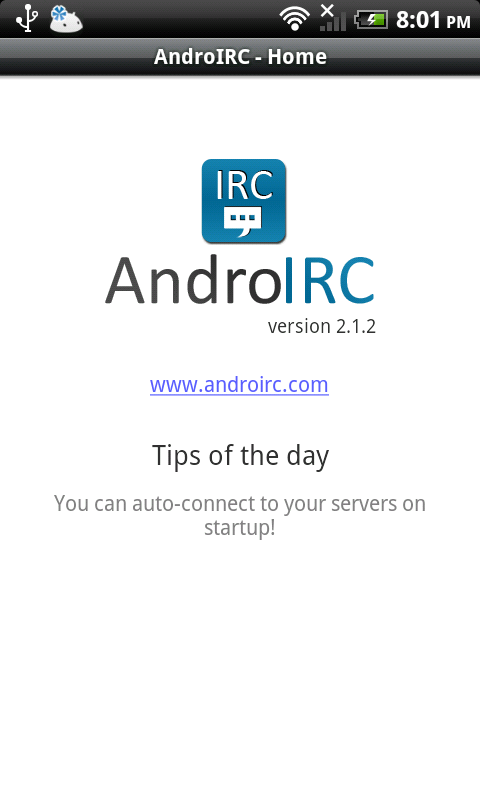 8:01 PM
AndroIRC - Home
IRC
AndroIRC
version 2.1.2
www.androirc.com
Tips of the day
You can auto-connect to your servers on
startup!